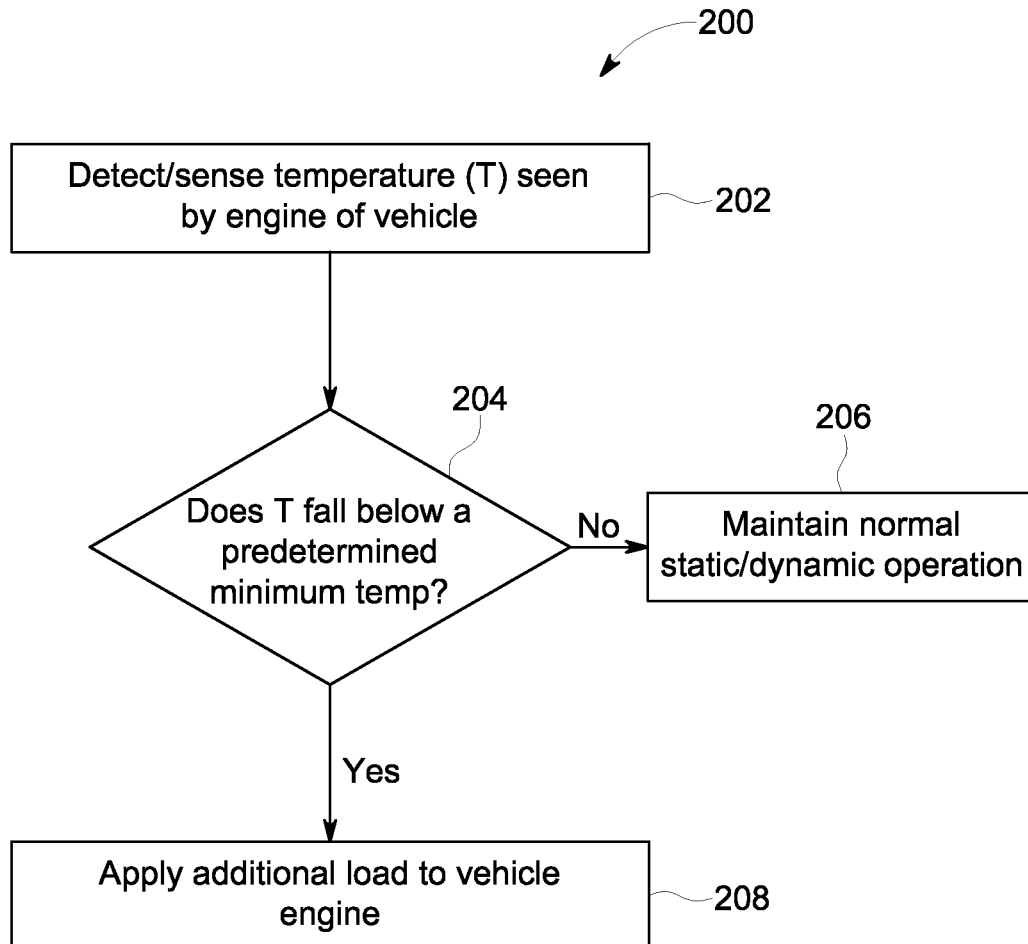 200
Detect/sense temperature (T) seen
by engine of vehicle
202
204
Does T fall below a
predetermined
minimum temp?
No
206
Maintain normal
static/dynamic operation
Yes
Apply additional load to vehicle
engine
208